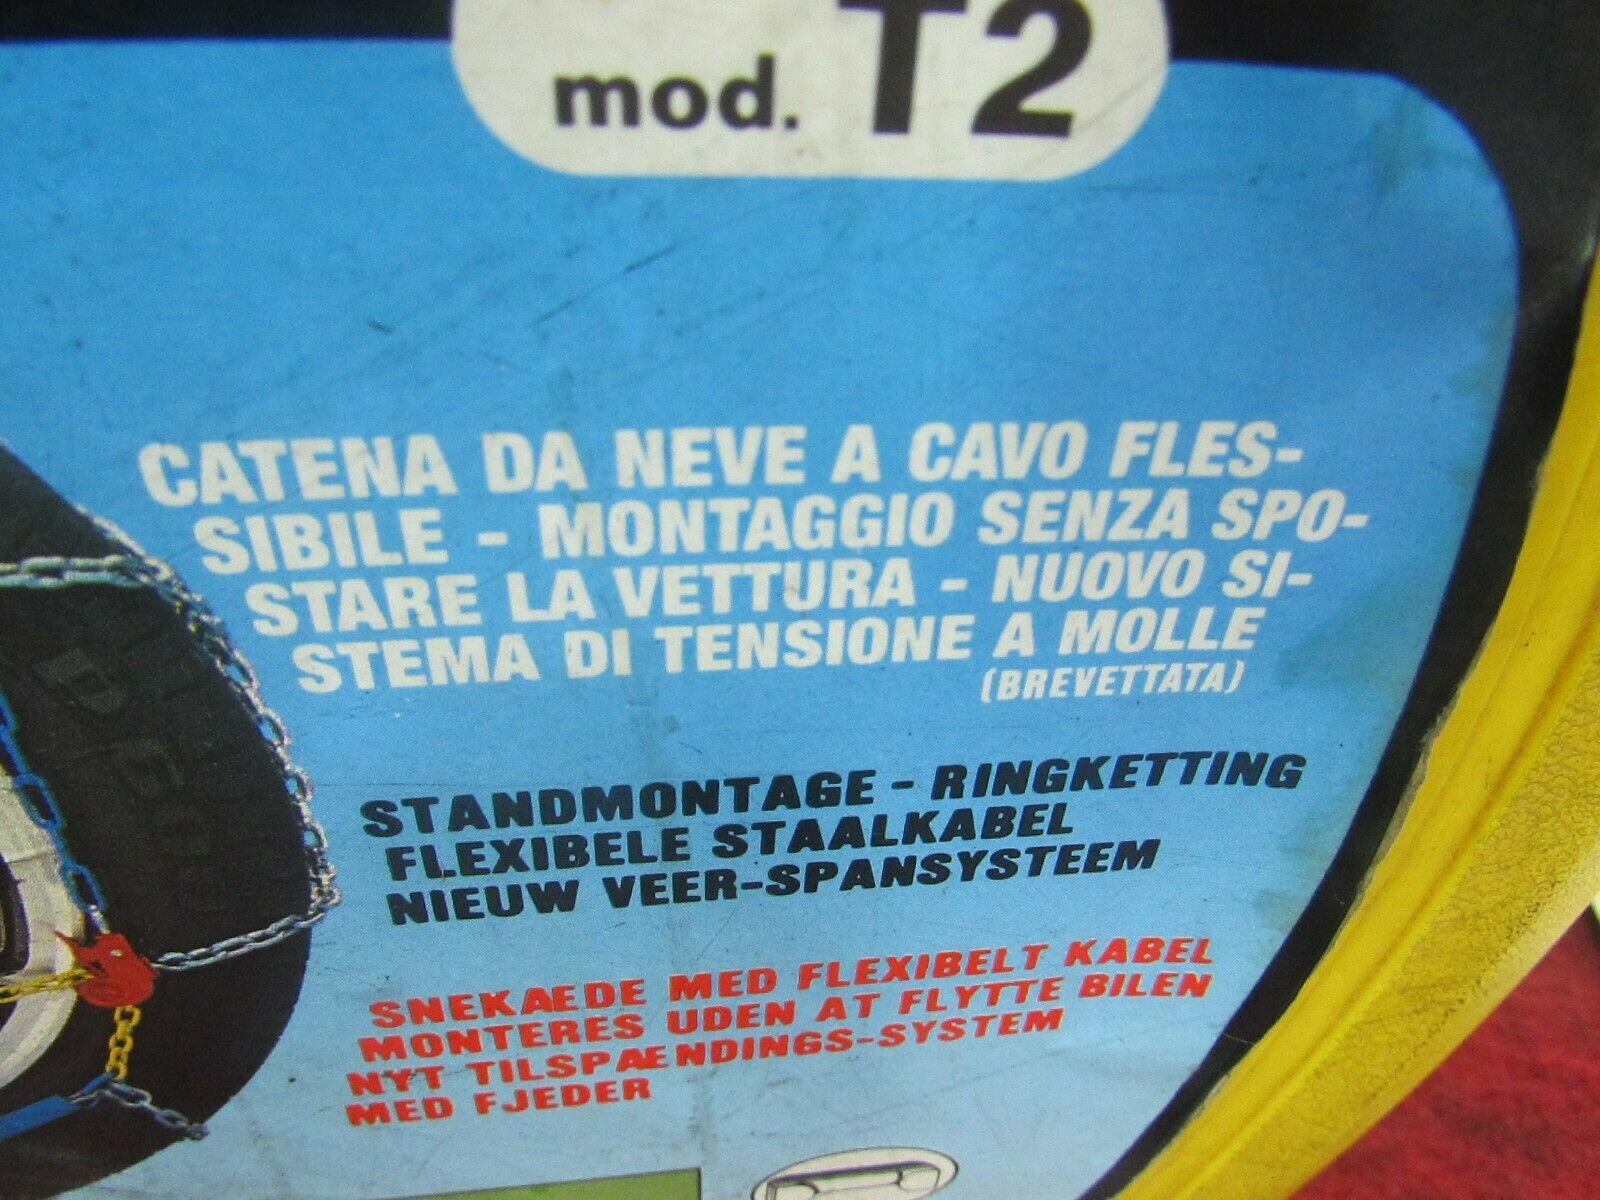 mod. T2
CATENA DA NEVE A CAVO FLES-
SIBILE - MONTAGGIO SENZA SPO-
STARE LA VETTURA - NUOVO SI-
STEMA DI TENSIONE A MOLLE
(BREVETTATA)
STANDMONTAGE - RINGKETTING
FLEXIBELE STAALKABEL
NIEUW VEER-SPANSYSTEEM
SNEKAEDE MED FLEXIBELT KABEL
MONTERES UDEN AT FLYTTE BILEN
NYT TILSPÆNDINGS-SYSTEM
MED FJEDER